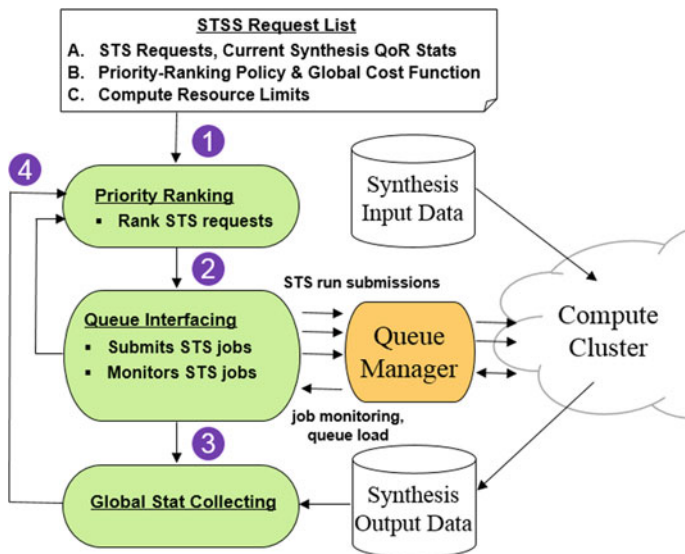 STSS Request List
A. STS Requests, Current Synthesis QoR Stats
B. Priority-Ranking Policy & Global Cost Function
C. Compute Resource Limits
1
4
Priority Ranking
▪ Rank STS requests
Synthesis
Input Data
2
STS run submissions
Queue Interfacing
▪ Submits STS jobs
▪ Monitors STS jobs
Queue
Manager
Compute
Cluster
job monitoring,
queue load
3
Global Stat Collecting
Synthesis
Output Data